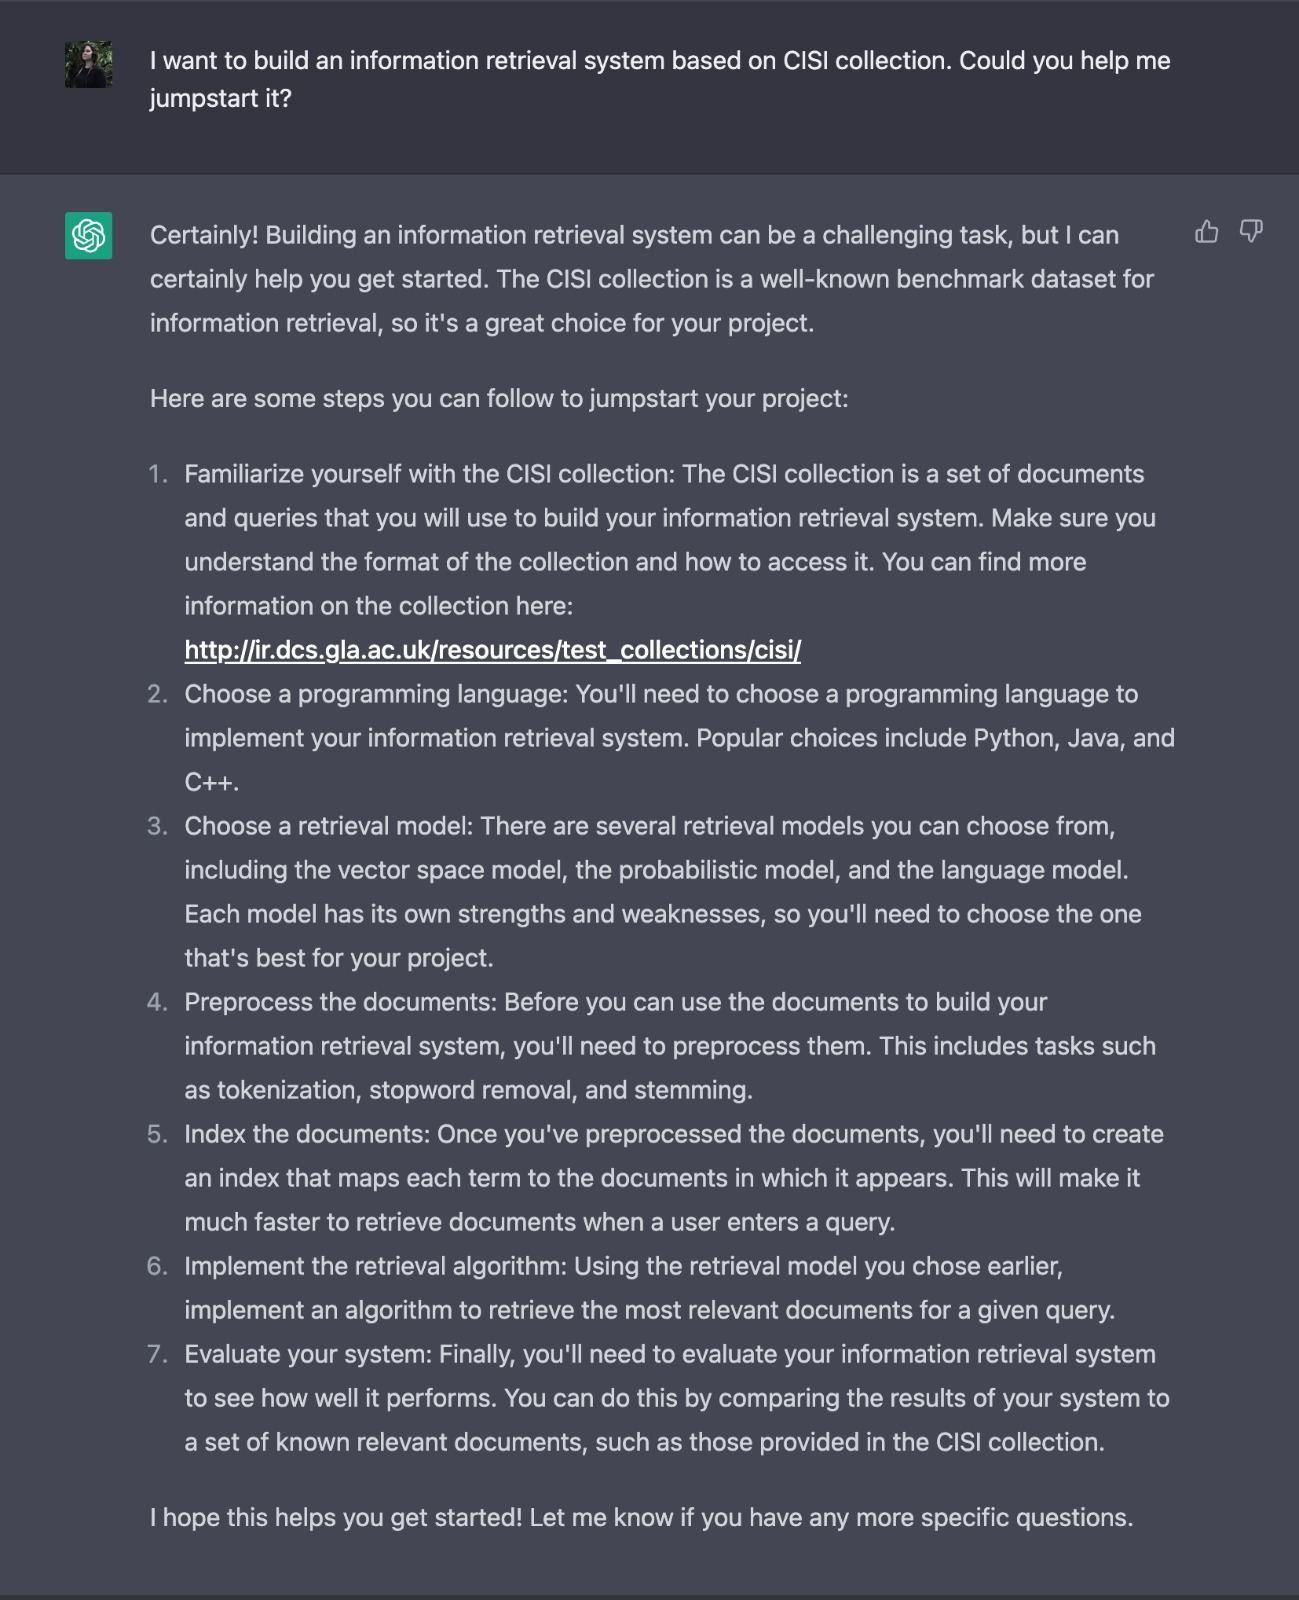 I want to build an information retrieval system based on CISI collection. Could you help me
jumpstart it?
Certainly! Building an information retrieval system can be a challenging task, but I can
certainly help you get started. The CISI collection is a well-known benchmark dataset for
information retrieval, so it's a great choice for your project.
Here are some steps you can follow to jumpstart your project:
1. Familiarize yourself with the CISI collection: The CISI collection is a set of documents
and queries that you will use to build your information retrieval system. Make sure you
understand the format of the collection and how to access it. You can find more
information on the collection here:
http://ir.dcs.gla.ac.uk/resources/test_collections/cisi/
2. Choose a programming language: You'll need to choose a programming language to
implement your information retrieval system. Popular choices include Python, Java, and
C++.
3. Choose a retrieval model: There are several retrieval models you can choose from,
including the vector space model, the probabilistic model, and the language model.
Each model has its own strengths and weaknesses, so you'll need to choose the one
that's best for your project.
4. Preprocess the documents: Before you can use the documents to build your
information retrieval system, you'll need to preprocess them. This includes tasks such
as tokenization, stopword removal, and stemming.
5. Index the documents: Once you've preprocessed the documents, you'll need to create
an index that maps each term to the documents in which it appears. This will make it
much faster to retrieve documents when a user enters a query.
6. Implement the retrieval algorithm: Using the retrieval model you chose earlier,
implement an algorithm to retrieve the most relevant documents for a given query.
7. Evaluate your system: Finally, you'll need to evaluate your information retrieval system
to see how well it performs. You can do this by comparing the results of your system to
a set of known relevant documents, such as those provided in the CISI collection.
I hope this helps you get started! Let me know if you have any more specific questions.